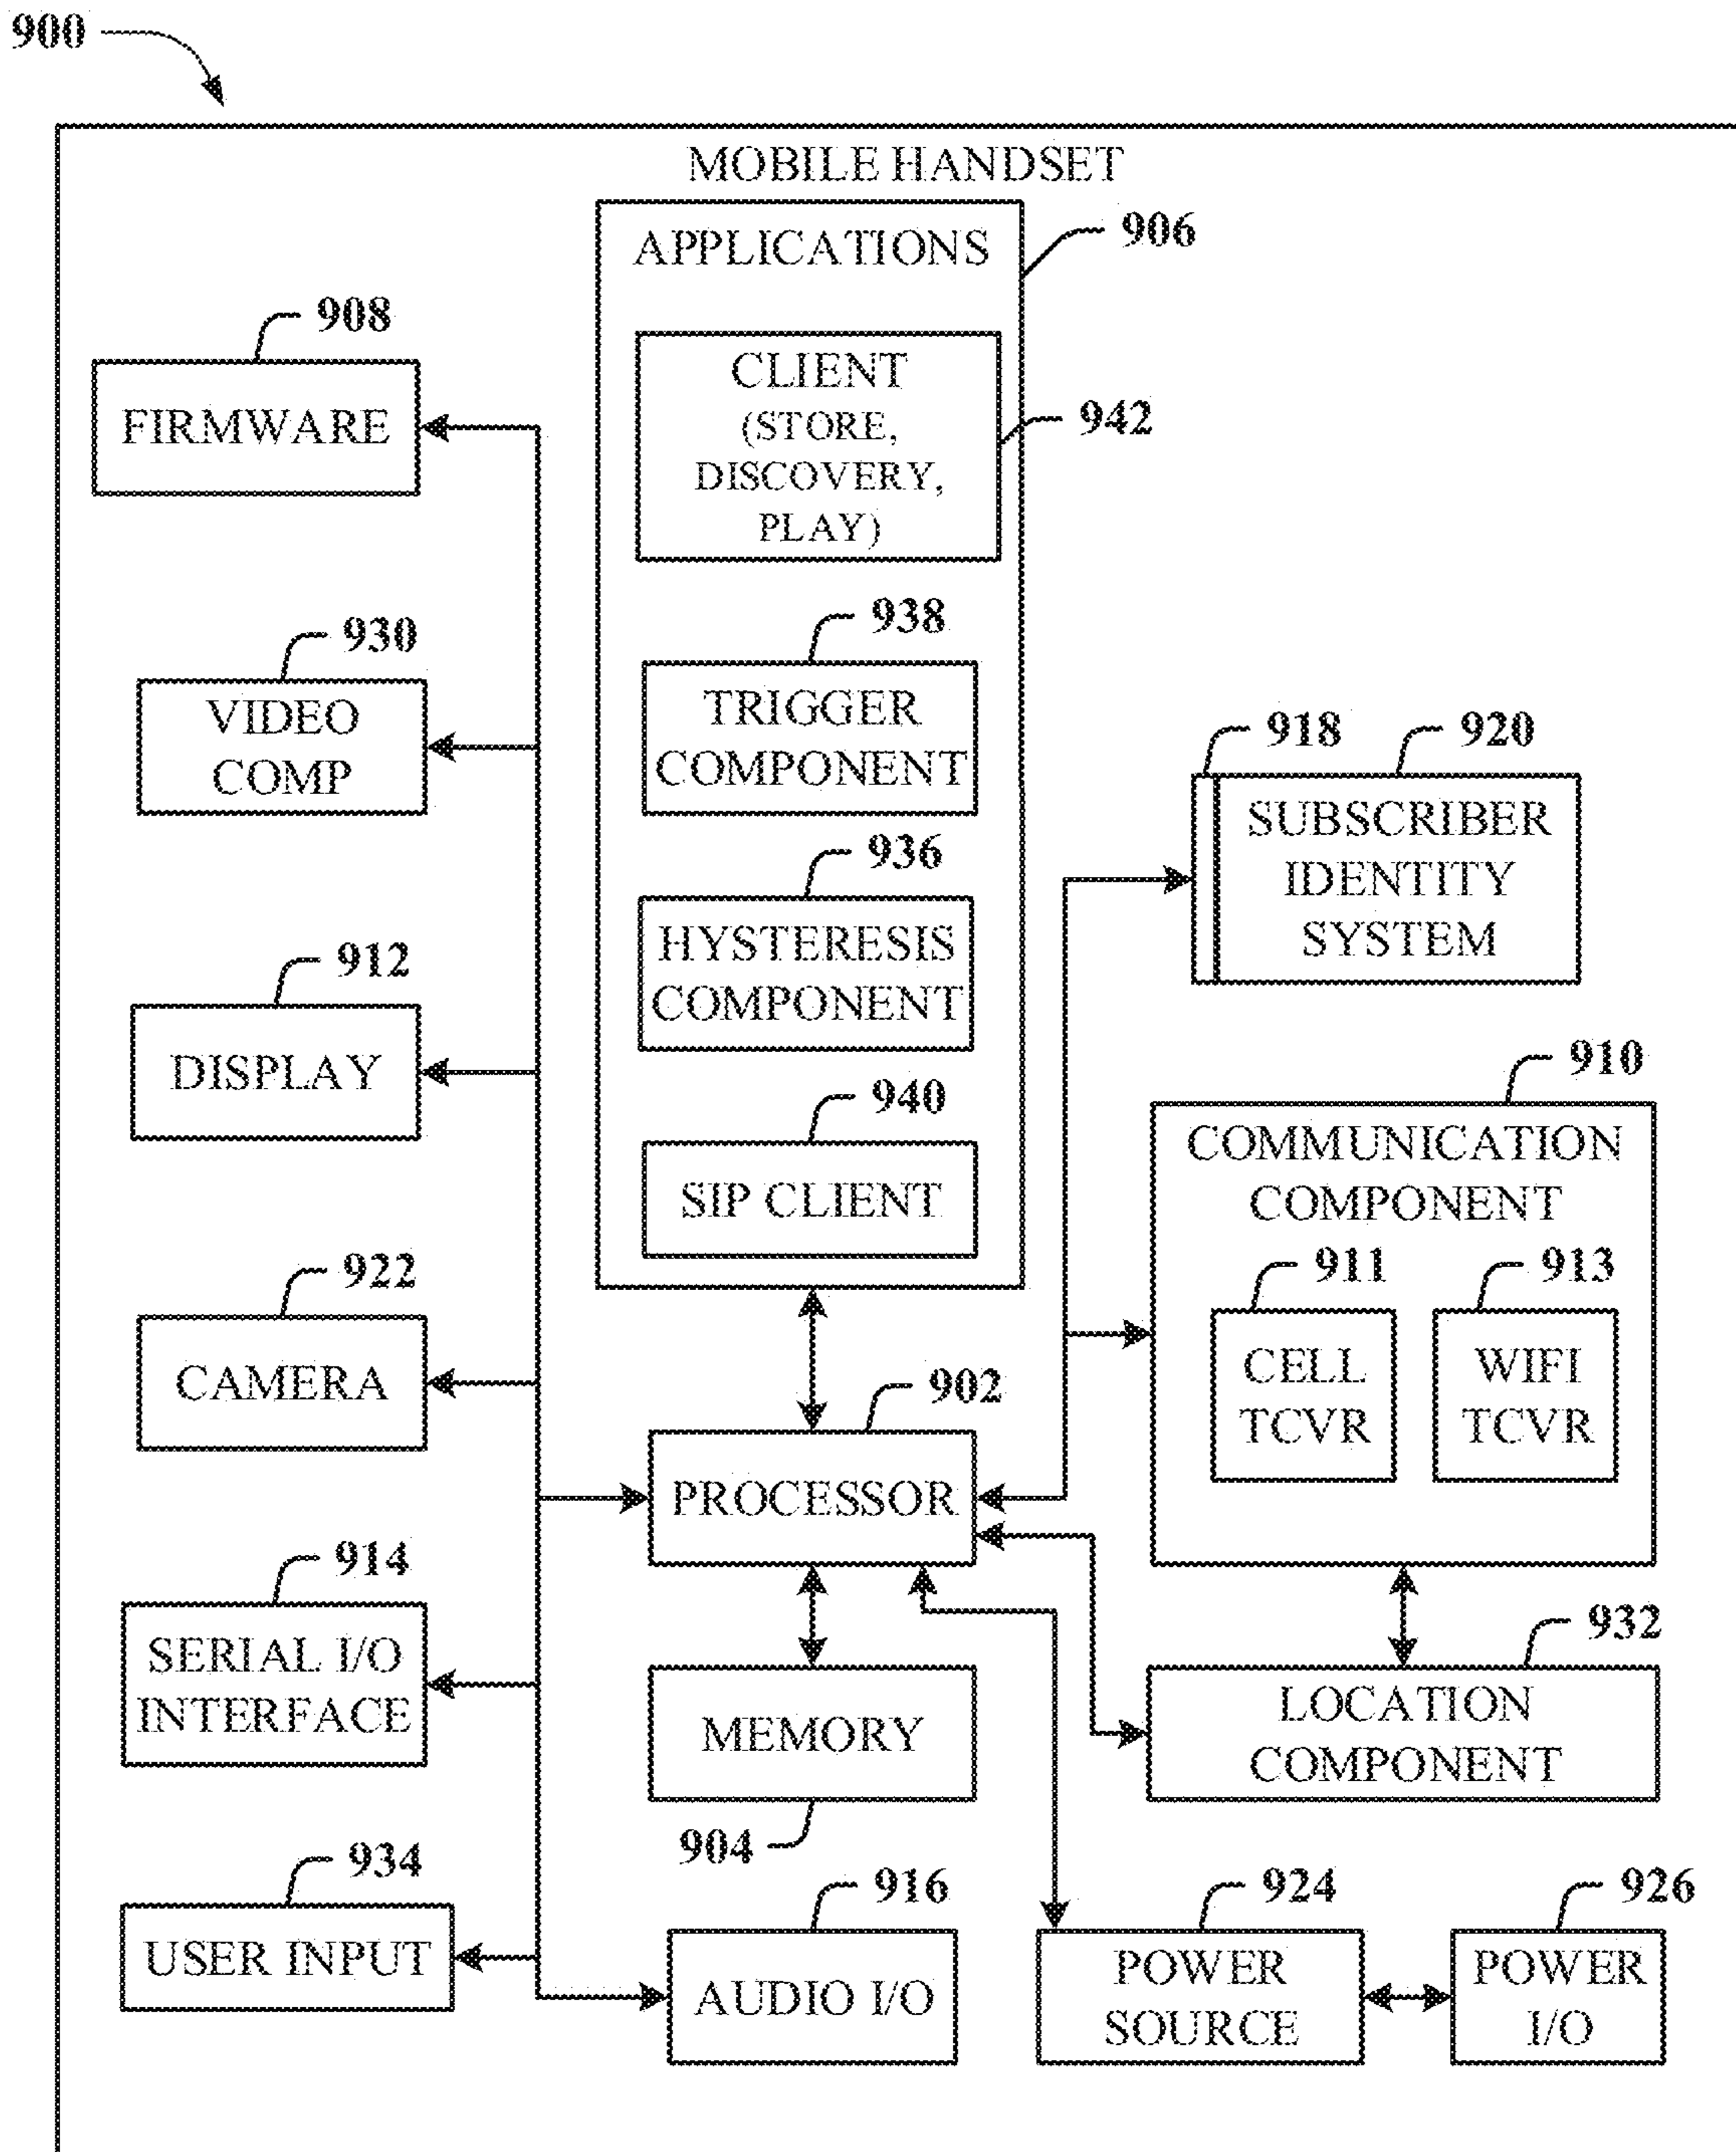 900
MOBILE HANDSET
APPLICATIONS
906
CLIENT
(STORE,
DISCOVERY,
PLAY)
942
938
TRIGGER
COMPONENT
936
HYSTERESIS
COMPONENT
940
SIP CLIENT
908
FIRMWARE
930
VIDEO
COMP
912
DISPLAY
922
CAMERA
914
SERIAL I/O
INTERFACE
934
USER INPUT
902
PROCESSOR
MEMORY
904
916
AUDIO I/O
918
920
SUBSCRIBER
IDENTITY
SYSTEM
910
COMMUNICATION
COMPONENT
911
CELL
TCVR
913
WIFI
TCVR
932
LOCATION
COMPONENT
924
POWER
SOURCE
926
POWER
I/O